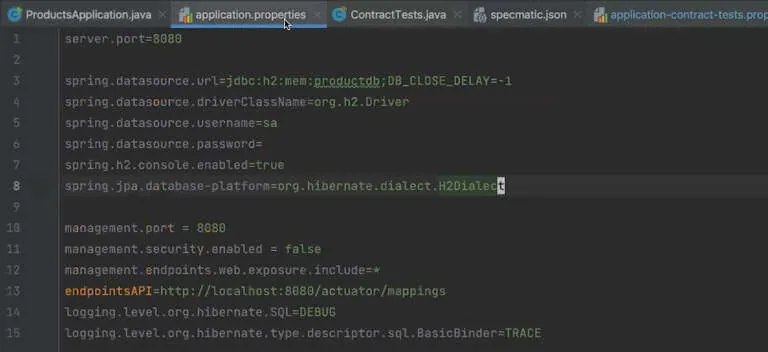 ProductsApplication.java application.properties ContractTests.java specmatic.json application-contract-tests.prop
1 server.port=8080
2
3 spring.datasource.url=jdbc:h2:mem:productdb;DB_CLOSE_DELAY=-1
4 spring.datasource.driverClassName=org.h2.Driver
5 spring.datasource.username=sa
6 spring.datasource.password=
7 spring.h2.console.enabled=true
8 spring.jpa.database-platform=org.hibernate.dialect.H2Dialect
9
10 management.port = 8080
11 management.security.enabled = false
12 management.endpoints.web.exposure.include=*
13 endpointsAPI=http://localhost:8080/actuator/mappings
14 logging.level.org.hibernate.SQL=DEBUG
15 logging.level.org.hibernate.type.descriptor.sql.BasicBinder=TRACE